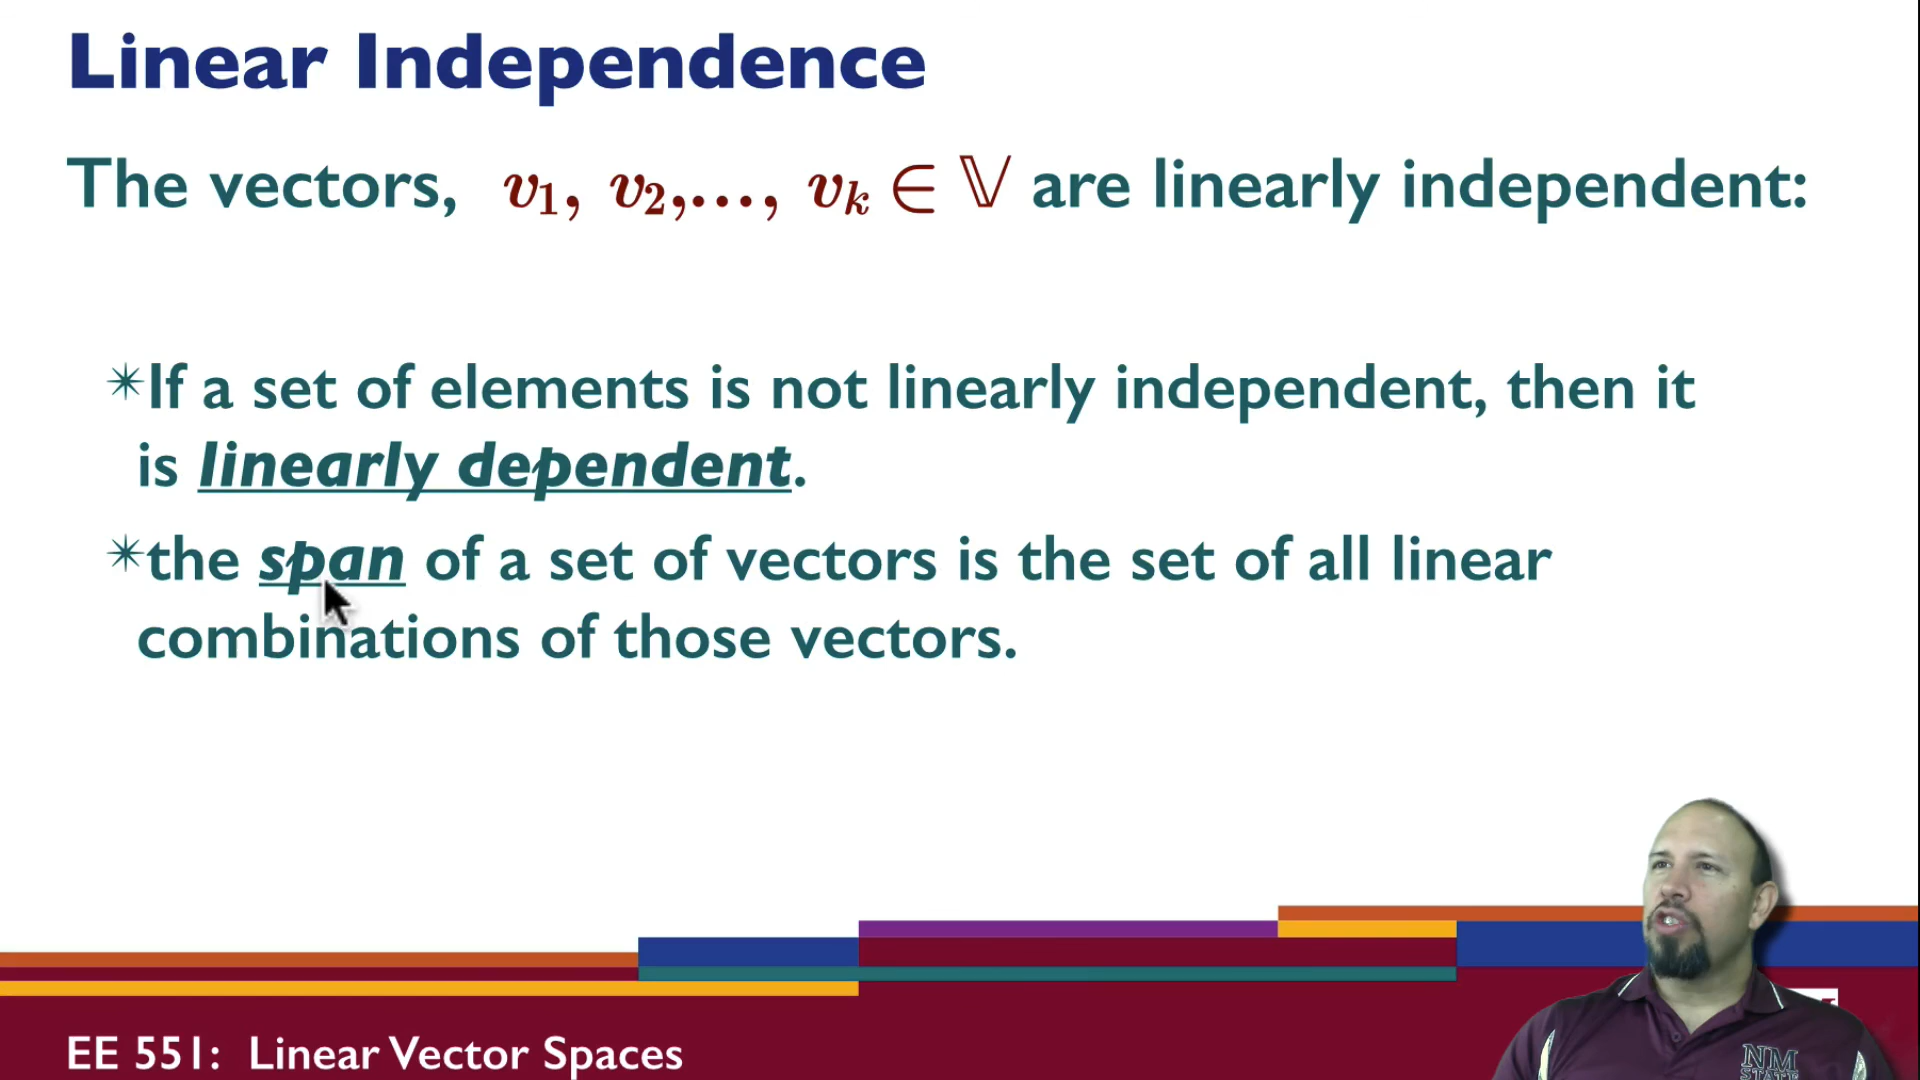 Linear Independence
The vectors, v₁, v₂,..., vₖ ∈ 𝕍 are linearly independent:
✴If a set of elements is not linearly independent, then it
is linearly dependent.
✴the span of a set of vectors is the set of all linear
combinations of those vectors.
EE 551: Linear Vector Spaces
NM
STATE